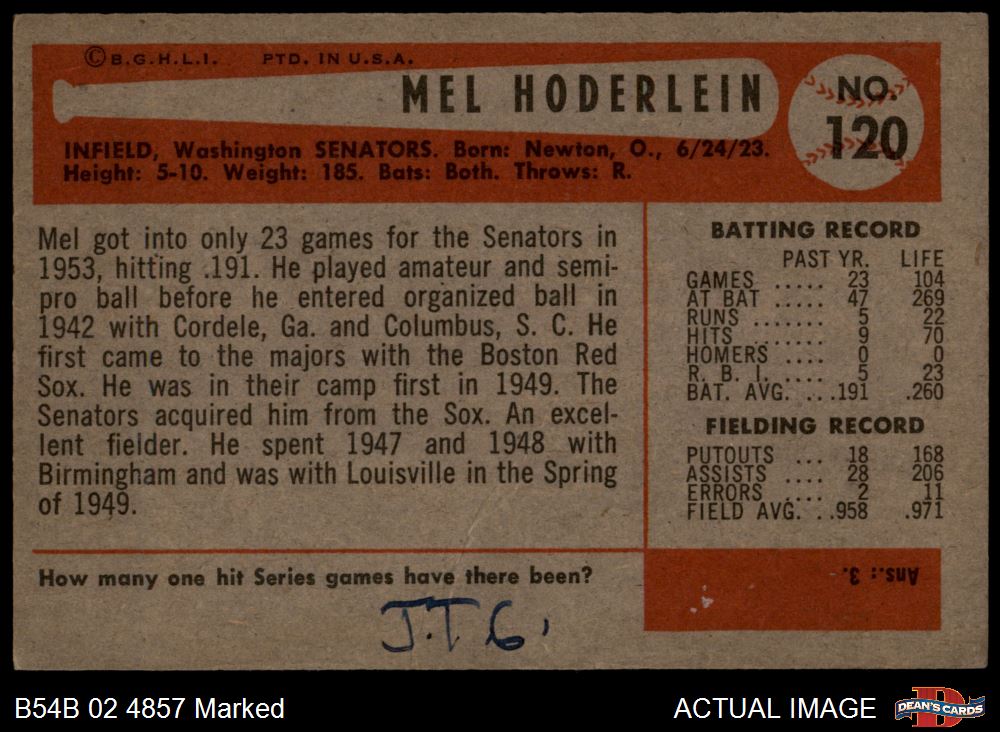 ©B.G.H.L.I. PTD. IN U.S.A.
MEL HODERLEIN
NO.
120
INFIELD, Washington SENATORS. Born: Newton, O., 6/24/23.
Height: 5-10. Weight: 185. Bats: Both. Throws: R.
Mel got into only 23 games for the Senators in
1953, hitting .191. He played amateur and semi-
pro ball before he entered organized ball in
1942 with Cordele, Ga. and Columbus, S. C. He
first came to the majors with the Boston Red
Sox. He was in their camp first in 1949. The
Senators acquired him from the Sox. An excel-
lent fielder. He spent 1947 and 1948 with
Birmingham and was with Louisville in the Spring
of 1949.
BATTING RECORD
PAST YR. LIFE
GAMES ..... 23 104
AT BAT ..... 47 269
RUNS ....... 5 22
HITS ....... 9 70
HOMERS .... 0 0
R. B. I. .... 5 23
BAT. AVG. ...191 .260
FIELDING RECORD
PUTOUTS ... 18 168
ASSISTS .... 28 206
ERRORS .... 2 11
FIELD AVG. ..958 .971
How many one hit Series games have there been?
Ans.: 3.
J.T.G.
B54B 02 4857 Marked
ACTUAL IMAGE
DEAN'S CARDS